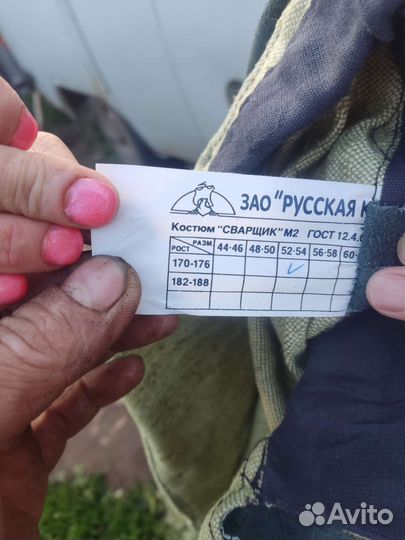 ЗАО "РУССКАЯ К
Костюм "СВАРЩИК" М2 ГОСТ 12.4.
РАЗМ РОСТ 44-46 48-50 52-54 56-58 60-
170-176 ✓
182-188
Avito